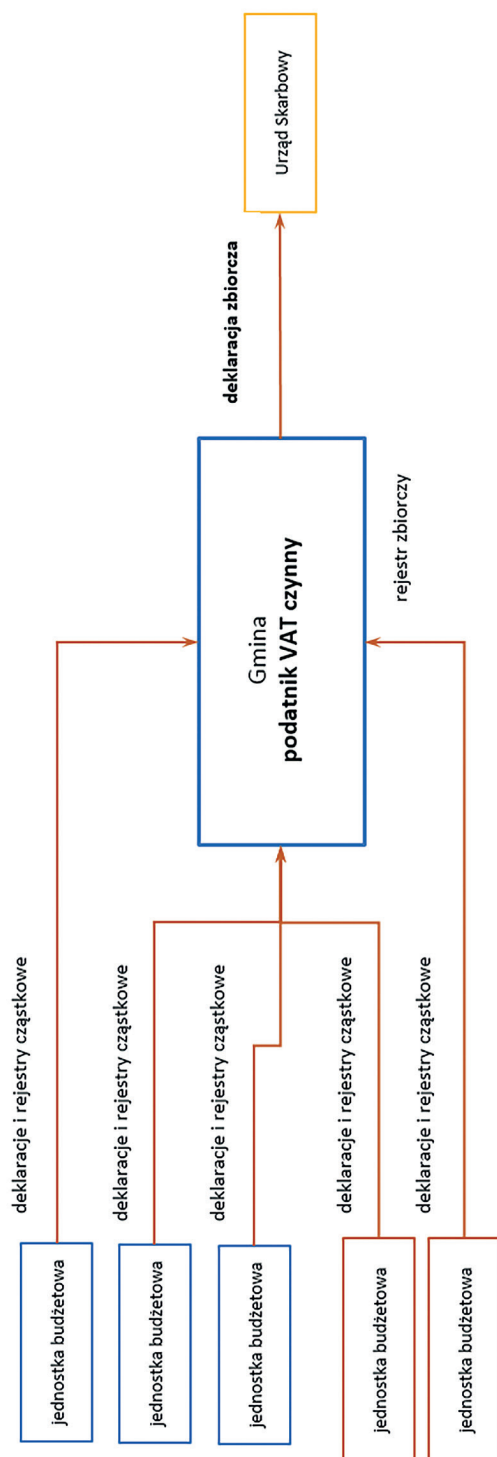 deklaracje i rejestry cząstkowe
jednostka budżetowa
deklaracje i rejestry cząstkowe
jednostka budżetowa
deklaracje i rejestry cząstkowe
jednostka budżetowa
deklaracje i rejestry cząstkowe
jednostka budżetowa
deklaracje i rejestry cząstkowe
jednostka budżetowa
Gmina
podatnik VAT czynny
rejestr zbiorczy
deklaracja zbiorcza
Urząd Skarbowy